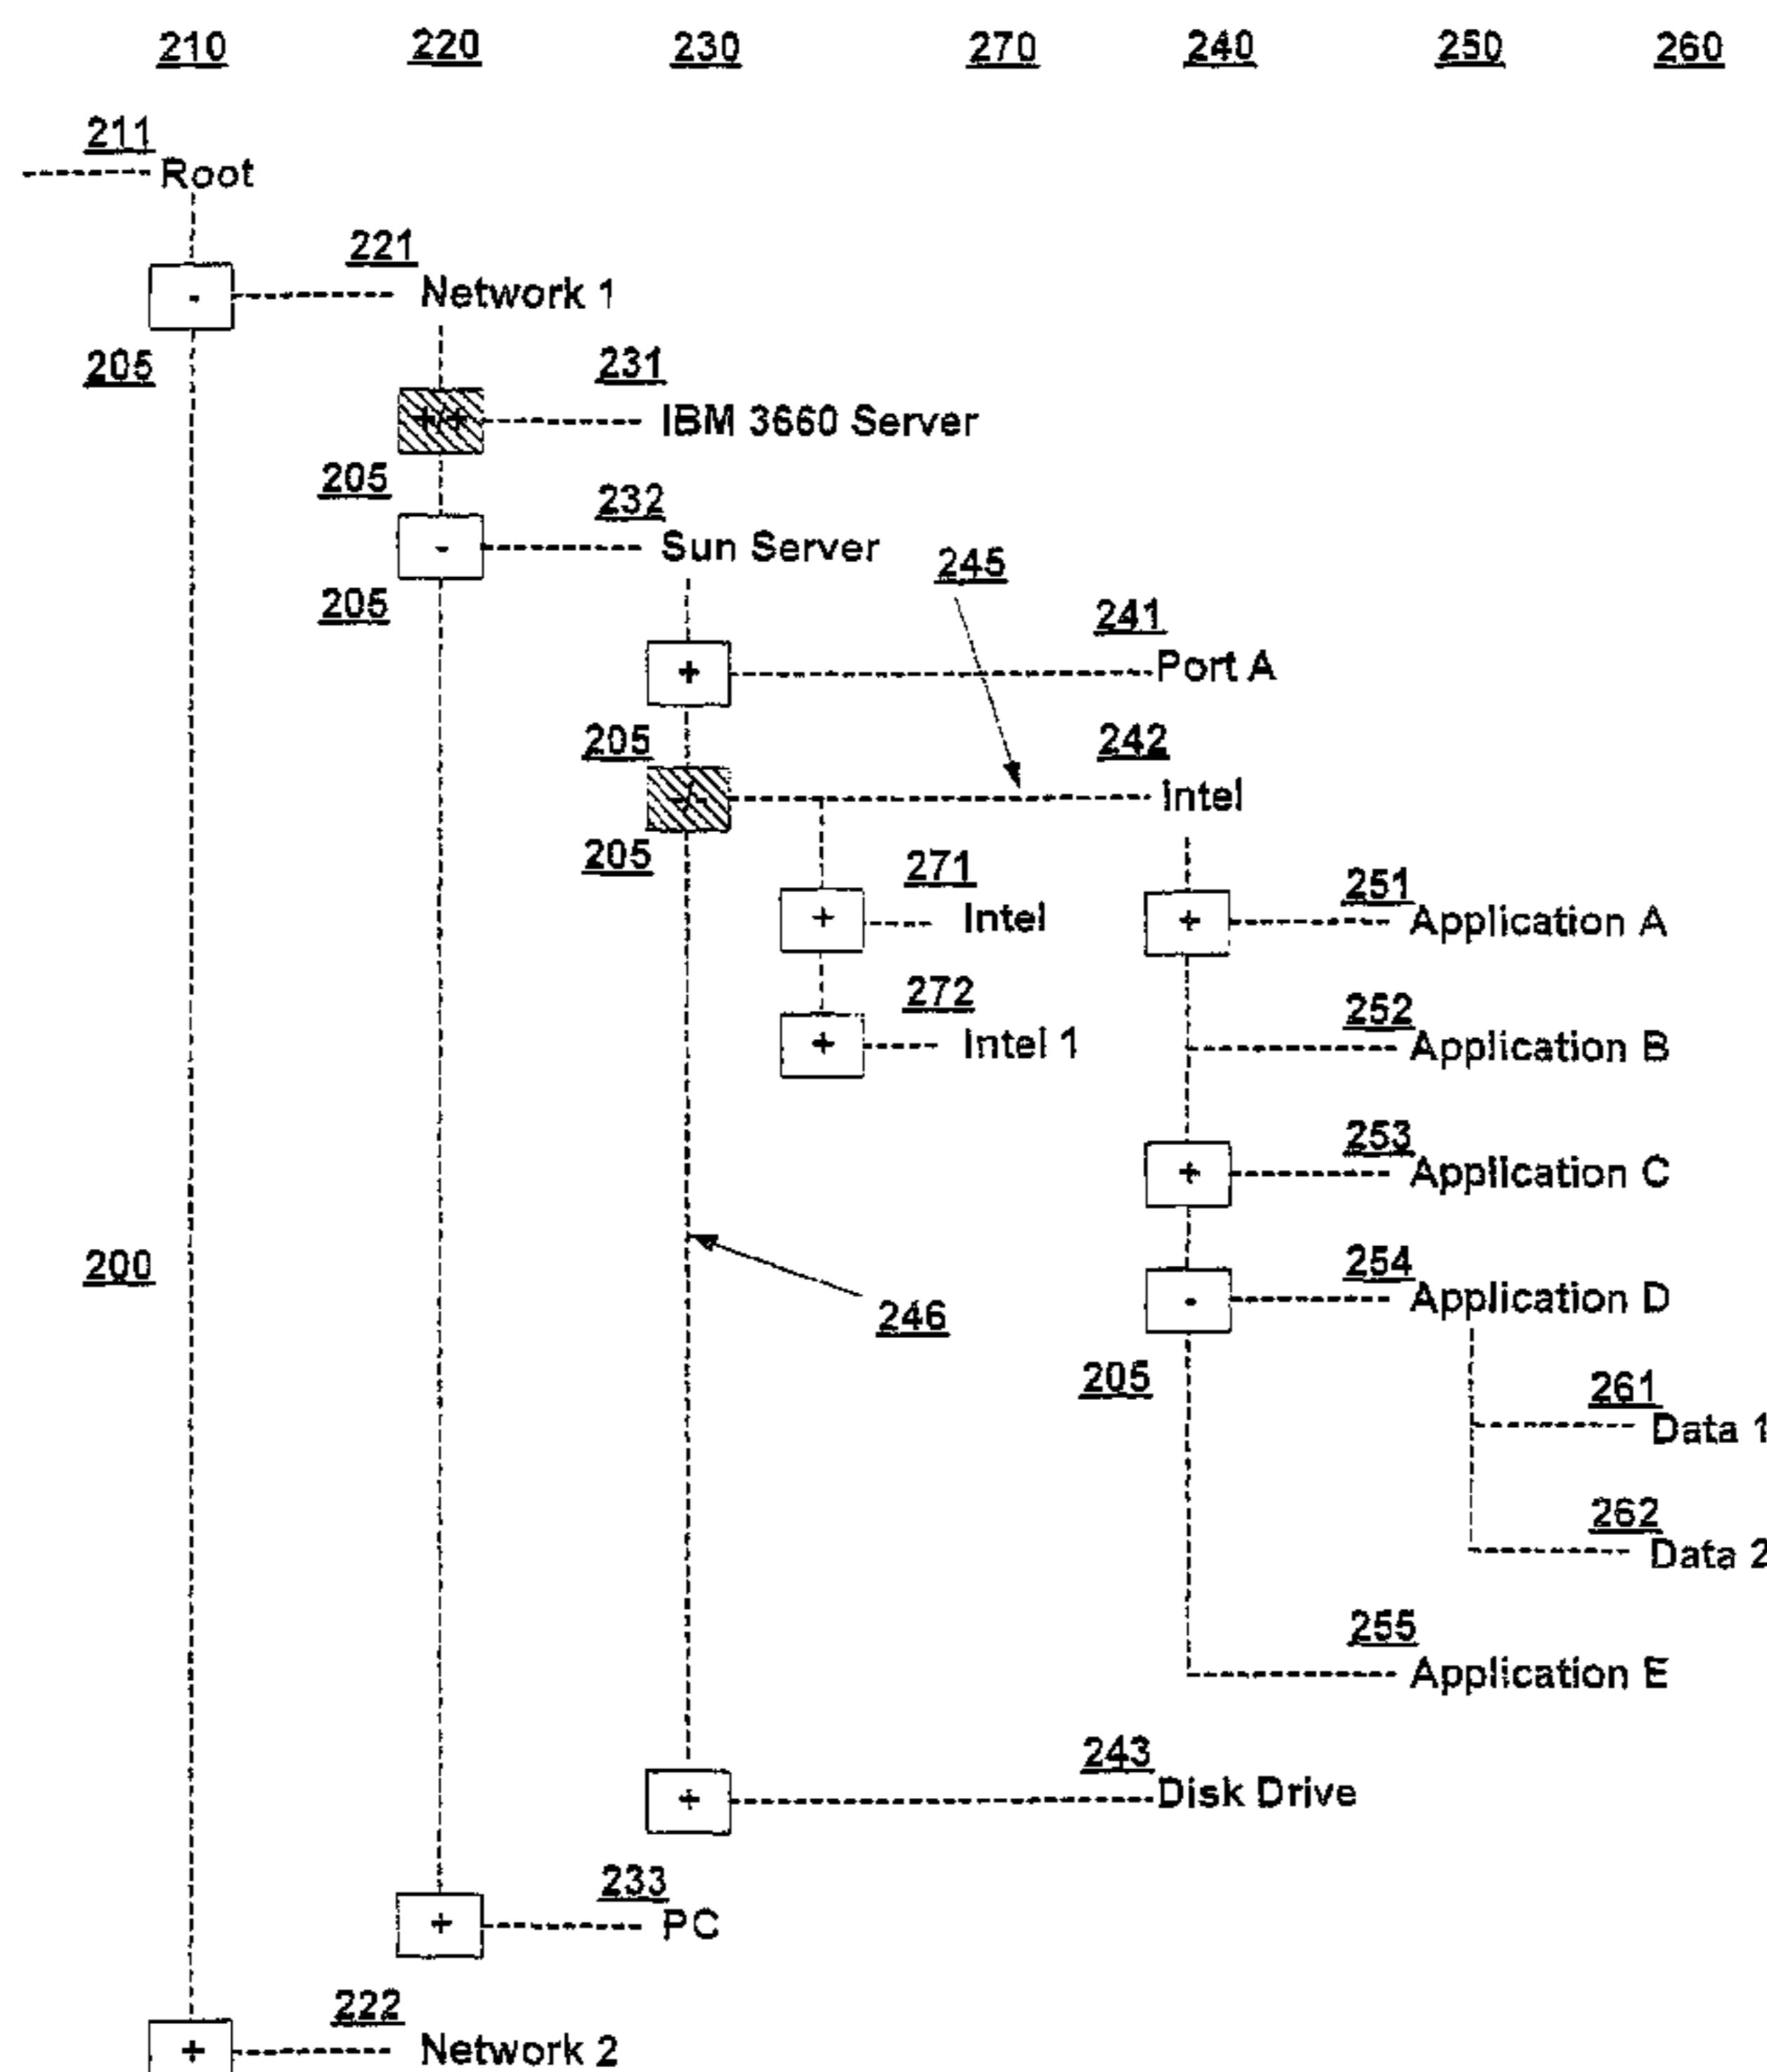 210 220 230 270 240 250 260
211
Root
221
Network 1
-
205
231
++ IBM 3660 Server
205
232
- Sun Server
205
245
241
+ Port A
205
242
Intel
205
271
+ Intel
251
+ Application A
272
+ Intel 1
252
Application B
253
+ Application C
200
254
- Application D
246
205
261
Data 1
262
Data 2
255
Application E
243
+ Disk Drive
233
+ PC
222
+ Network 2